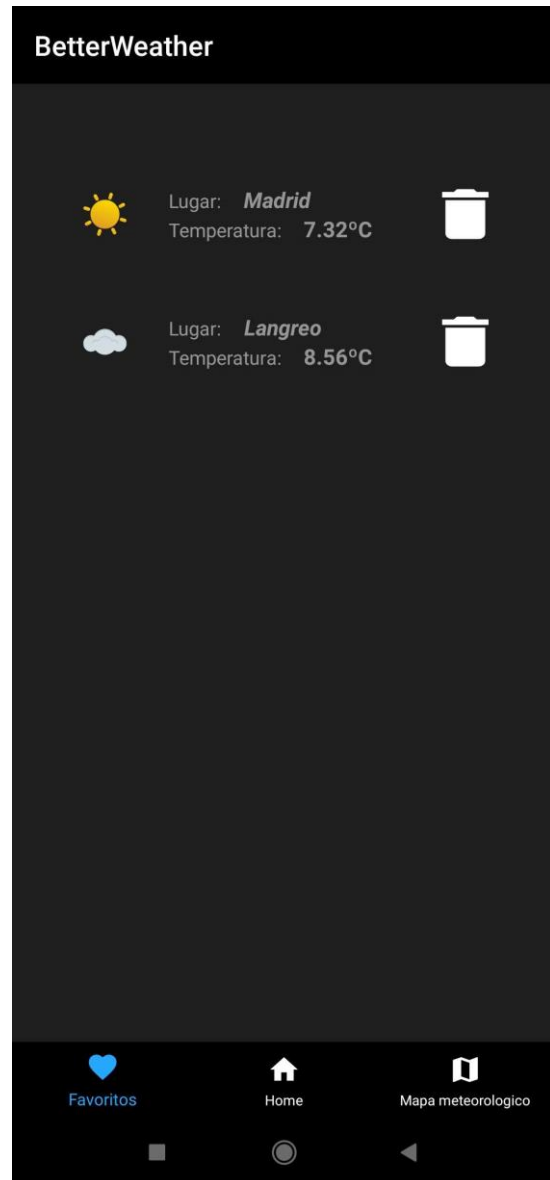 BetterWeather
Lugar: Madrid
Temperatura: 7.32ºC
Lugar: Langreo
Temperatura: 8.56ºC
Favoritos
Home
Mapa meteorologico